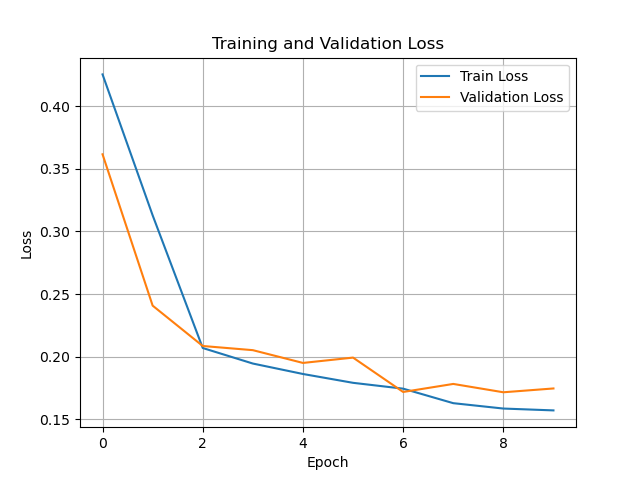 Training and Validation Loss
Train Loss
Validation Loss
0.40
0.35
0.30
0.25
0.20
0.15
Loss
0
2
4
6
8
Epoch